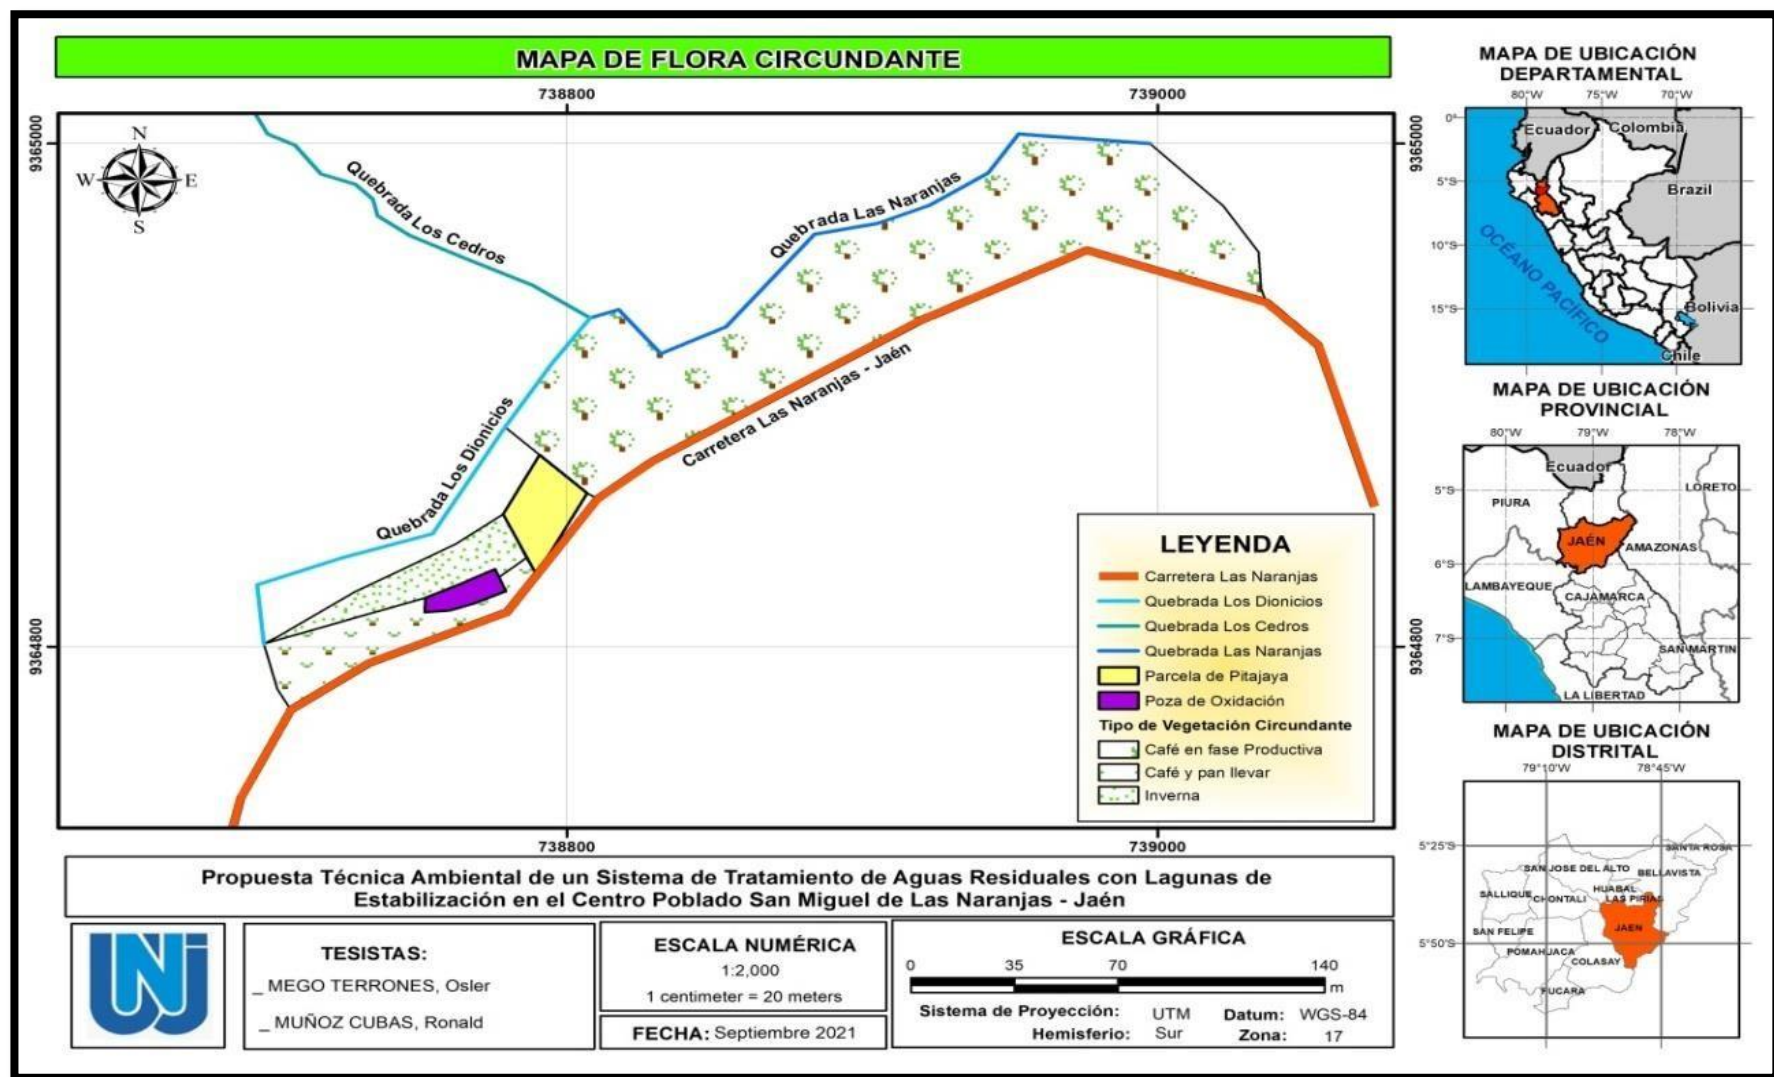 MAPA DE FLORA CIRCUNDANTE
738800
739000
9365000
9365000
N
W
E
S
Quebrada Los Cedros
Quebrada Las Naranjas
Carretera Las Naranjas - Jaén
Quebrada Los Dionicios
9364800
9364800
LEYENDA
Carretera Las Naranjas
Quebrada Los Dionicios
Quebrada Los Cedros
Quebrada Las Naranjas
Parcela de Pitajaya
Poza de Oxidación
Tipo de Vegetación Circundante
Café en fase Productiva
Café y pan llevar
Inverna
738800
739000
Propuesta Técnica Ambiental de un Sistema de Tratamiento de Aguas Residuales con Lagunas de
Estabilización en el Centro Poblado San Miguel de Las Naranjas - Jaén
UNJ
TESISTAS:
_ MEGO TERRONES, Osler
_ MUÑOZ CUBAS, Ronald
ESCALA NUMÉRICA
1:2,000
1 centimeter = 20 meters
FECHA: Septiembre 2021
ESCALA GRÁFICA
0 35 70 140
m
Sistema de Proyección: UTM Datum: WGS-84
Hemisferio: Sur Zona: 17
MAPA DE UBICACIÓN
DEPARTAMENTAL
80°W 75°W 70°W
0°
5°S
10°S
15°S
Ecuador
Colombia
Brazil
OCÉANO PACÍFICO
Bolivia
Chile
MAPA DE UBICACIÓN
PROVINCIAL
80°W 79°W 78°W
5°S
6°S
7°S
Ecuador
LORETO
PIURA
JAÉN
AMAZONAS
LAMBAYEQUE
CAJAMARCA
SAN MARTIN
LA LIBERTAD
MAPA DE UBICACIÓN
DISTRITAL
79°10'W 78°45'W
5°25'S
5°50'S
SANTA ROSA
SAN JOSE DEL ALTO
BELLAVISTA
HUABAL
SALLIQUE
CHONTALI
LAS PIRIAS
JAEN
SAN FELIPE
POMAHUACA
COLASAY
PUCARA